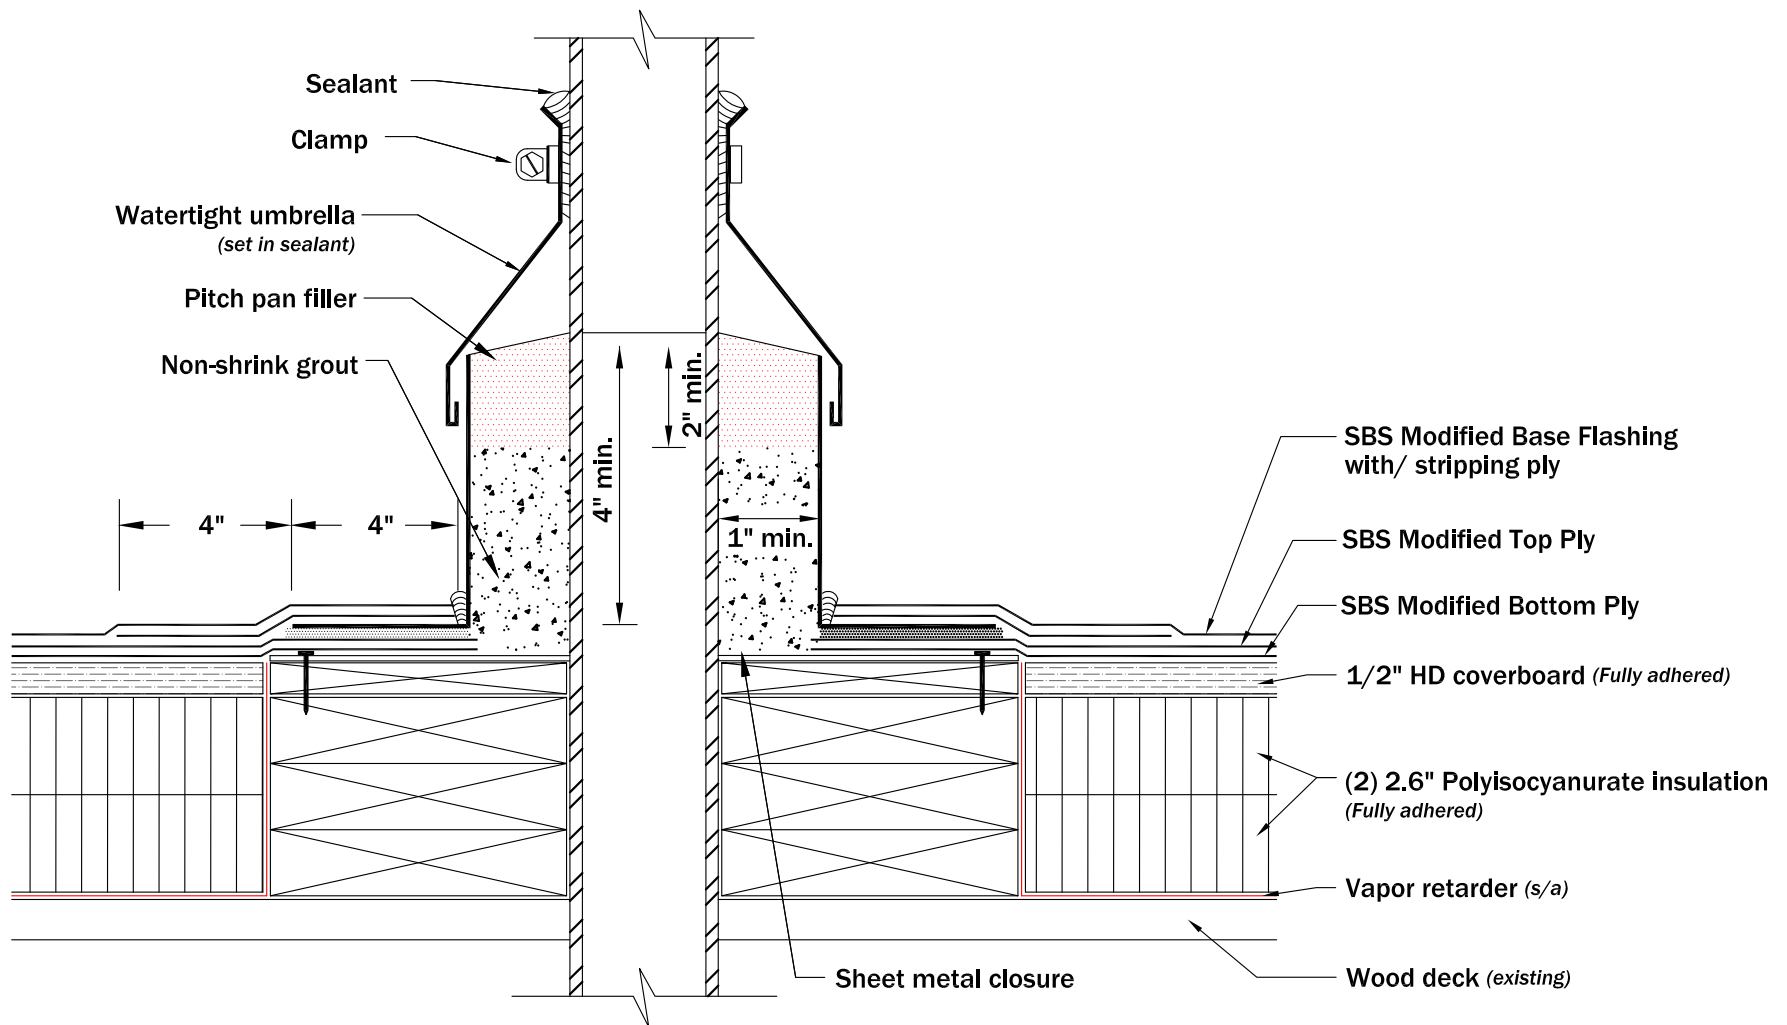 Sealant
Clamp
Watertight umbrella
(set in sealant)
Pitch pan filler
Non-shrink grout
4" min.
2" min.
1" min.
4"
4"
SBS Modified Base Flashing
with/ stripping ply
SBS Modified Top Ply
SBS Modified Bottom Ply
1/2" HD coverboard (Fully adhered)
(2) 2.6" Polyisocyanurate insulation
(Fully adhered)
Vapor retarder (s/a)
Sheet metal closure
Wood deck (existing)